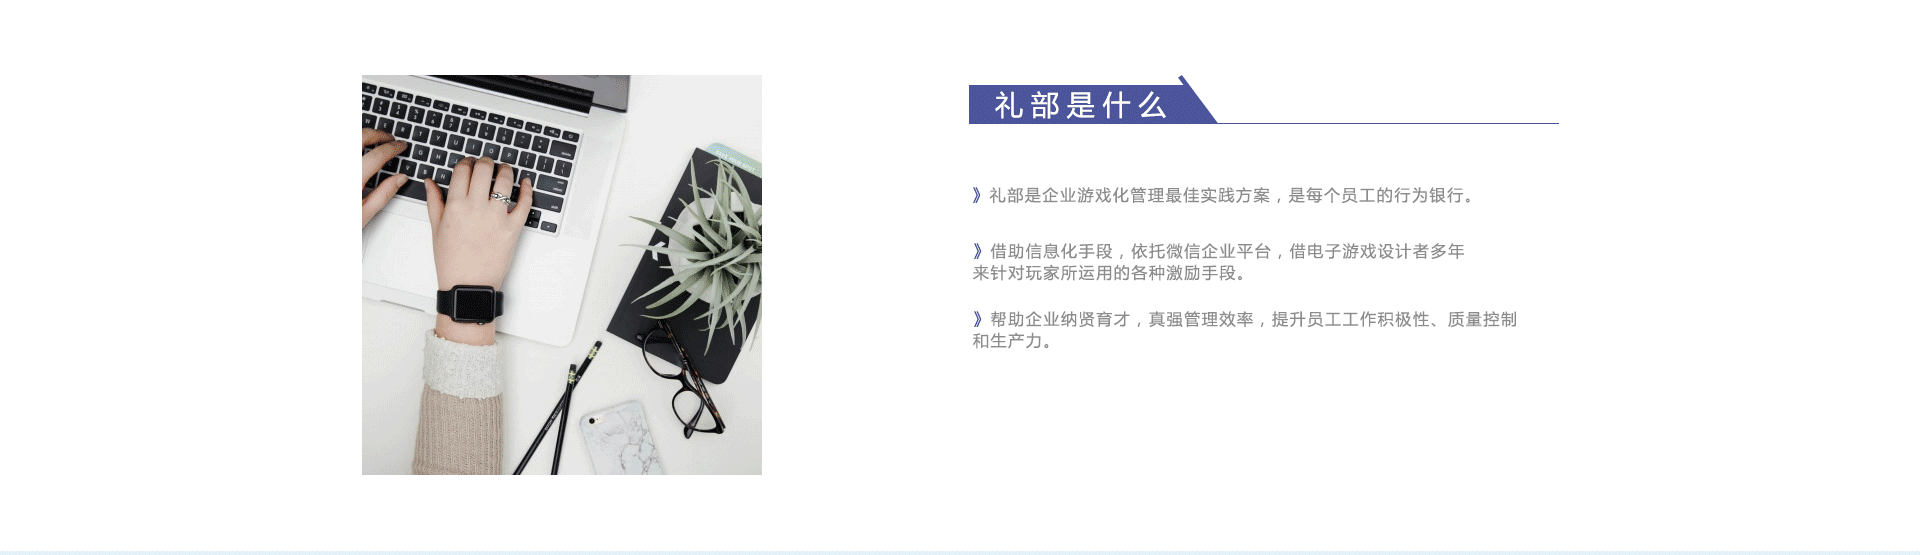 礼部是什么
》礼部是企业游戏化管理最佳实践方案，是每个员工的行为银行。
》借助信息化手段，依托微信企业平台，借电子游戏设计者多年
来针对玩家所运用的各种激励手段。
》帮助企业纳贤育才，真强管理效率，提升员工工作积极性、质量控制
和生产力。